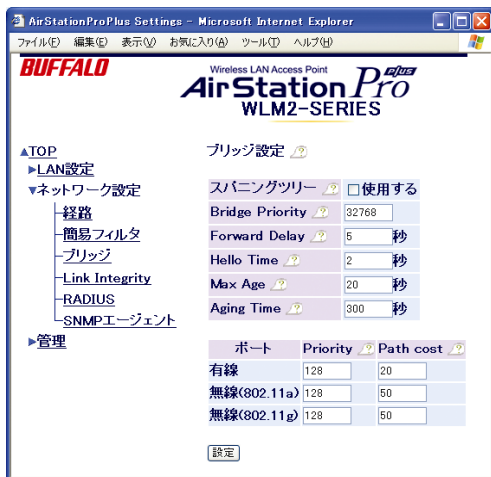 AirStationProPlus Settings - Microsoft Internet Explorer
ファイル(F) 編集(E) 表示(V) お気に入り(A) ツール(T) ヘルプ(H)
BUFFALO
Wireless LAN Access Point
AirStation Pro plus
WLM2-SERIES
▲TOP
▶LAN設定
▼ネットワーク設定
経路
簡易フィルタ
ブリッジ
Link Integrity
RADIUS
SNMPエージェント
▶管理
ブリッジ設定 ?
スパニングツリー ? 使用する
Bridge Priority ? 32768
Forward Delay ? 5 秒
Hello Time ? 2 秒
Max Age ? 20 秒
Aging Time ? 300 秒
ポート Priority ? Path cost ?
有線 128 20
無線(802.11a) 128 50
無線(802.11g) 128 50
設定